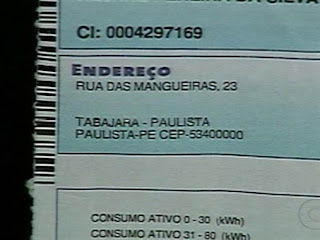 CI: 0004297169
ENDEREÇO
RUA DAS MANGUEIRAS, 23
TABAJARA - PAULISTA
PAULISTA-PE CEP-53400000
CONSUMO ATIVO 0 - 30 (kWh)
CONSUMO ATIVO 31 - 80 (kWh)